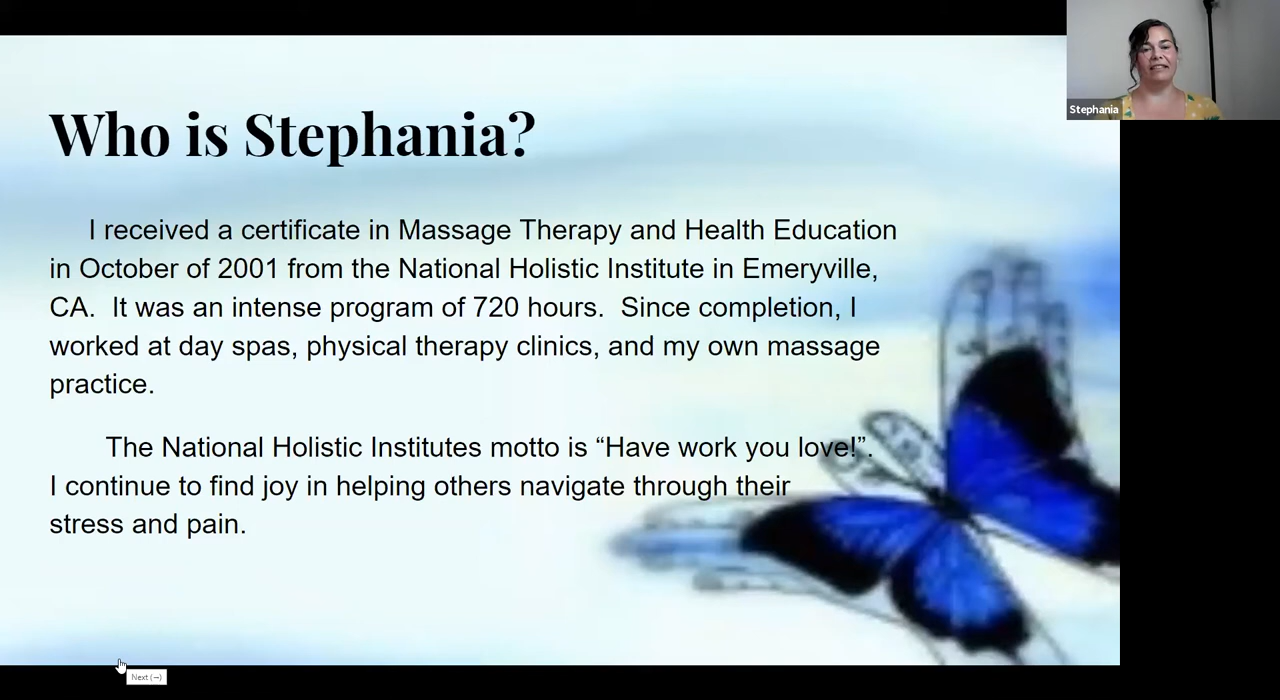 Stephania
Who is Stephania?
I received a certificate in Massage Therapy and Health Education
in October of 2001 from the National Holistic Institute in Emeryville,
CA.  It was an intense program of 720 hours.  Since completion, I
worked at day spas, physical therapy clinics, and my own massage
practice.
The National Holistic Institutes motto is “Have work you love!”.
I continue to find joy in helping others navigate through their
stress and pain.
Next (→)